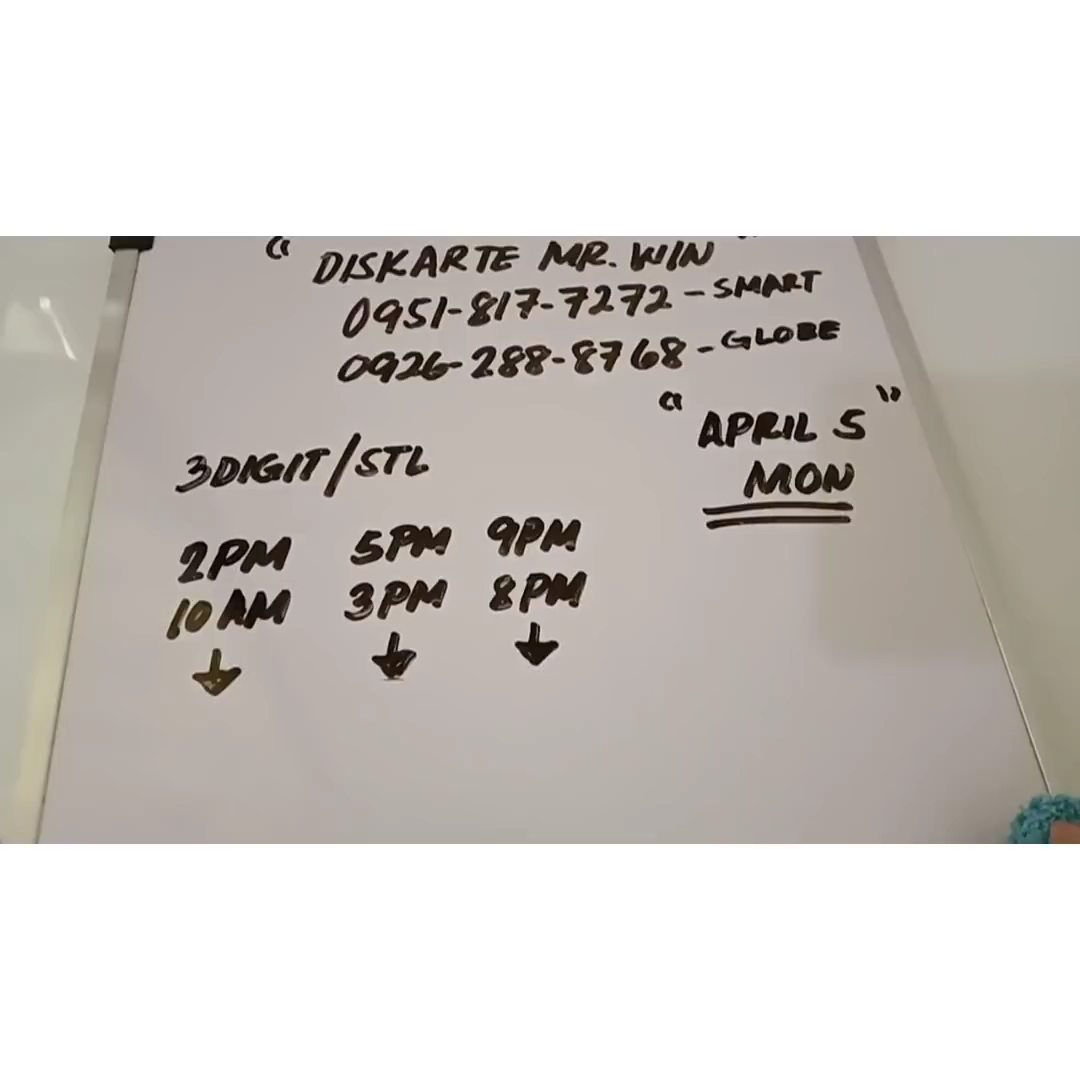 " DISKARTE MR. WIN "
0951-817-7272 - SMART
0926-288-8768 - GLOBE
" APRIL 5 "
MON
3DIGIT/STL
2PM 5PM 9PM
10AM 3PM 8PM